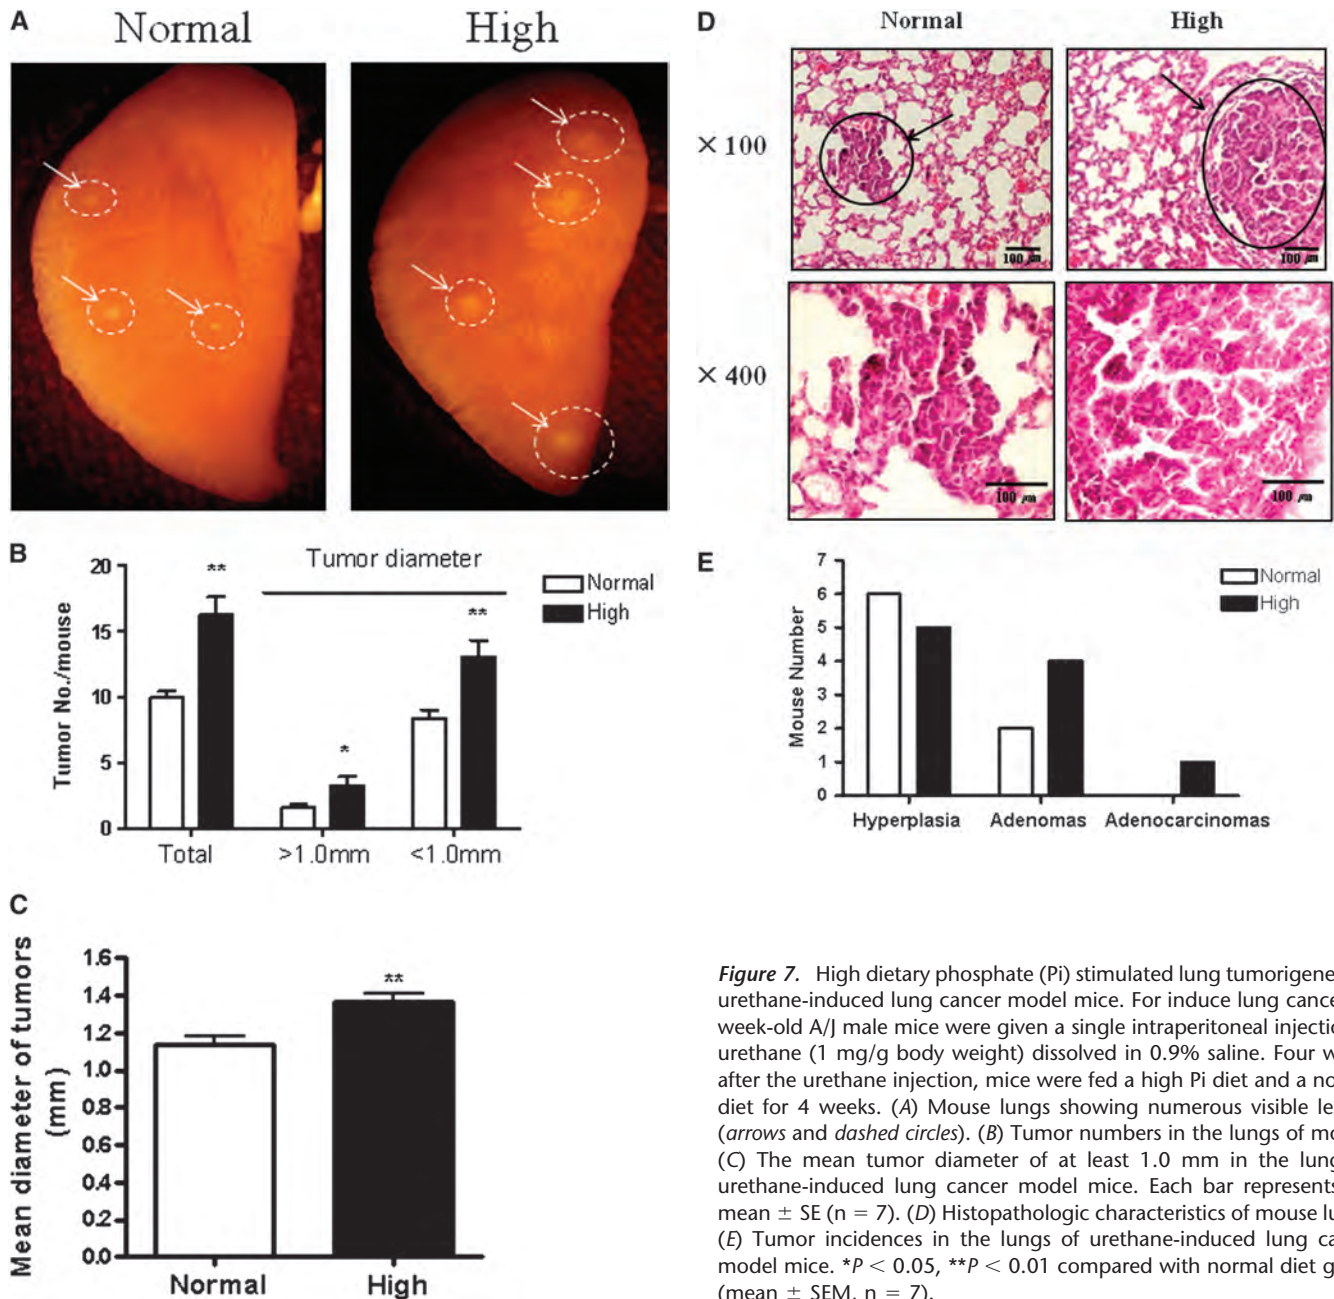 A
Normal
High
D
Normal
High
× 100
100 µm
100 µm
× 400
100 µm
100 µm
B
Tumor diameter
Normal
High
Tumor No./mouse
20
15
10
5
0
**
*
**
Total
>1.0mm
<1.0mm
E
Normal
High
Mouse Number
7
6
5
4
3
2
1
0
Hyperplasia
Adenomas
Adenocarcinomas
C
Mean diameter of tumors
(mm)
1.6
1.4
1.2
1.0
0.8
0.6
0.4
0.2
0.0
**
Normal
High
Figure 7. High dietary phosphate (Pi) stimulated lung tumorigene
urethane-induced lung cancer model mice. For induce lung cance
week-old A/J male mice were given a single intraperitoneal injectio
urethane (1 mg/g body weight) dissolved in 0.9% saline. Four w
after the urethane injection, mice were fed a high Pi diet and a no
diet for 4 weeks. (A) Mouse lungs showing numerous visible le
(arrows and dashed circles). (B) Tumor numbers in the lungs of mo
(C) The mean tumor diameter of at least 1.0 mm in the lung
urethane-induced lung cancer model mice. Each bar represents
mean ± SE (n = 7). (D) Histopathologic characteristics of mouse lu
(E) Tumor incidences in the lungs of urethane-induced lung ca
model mice. *P < 0.05, **P < 0.01 compared with normal diet g
(mean ± SEM, n = 7).